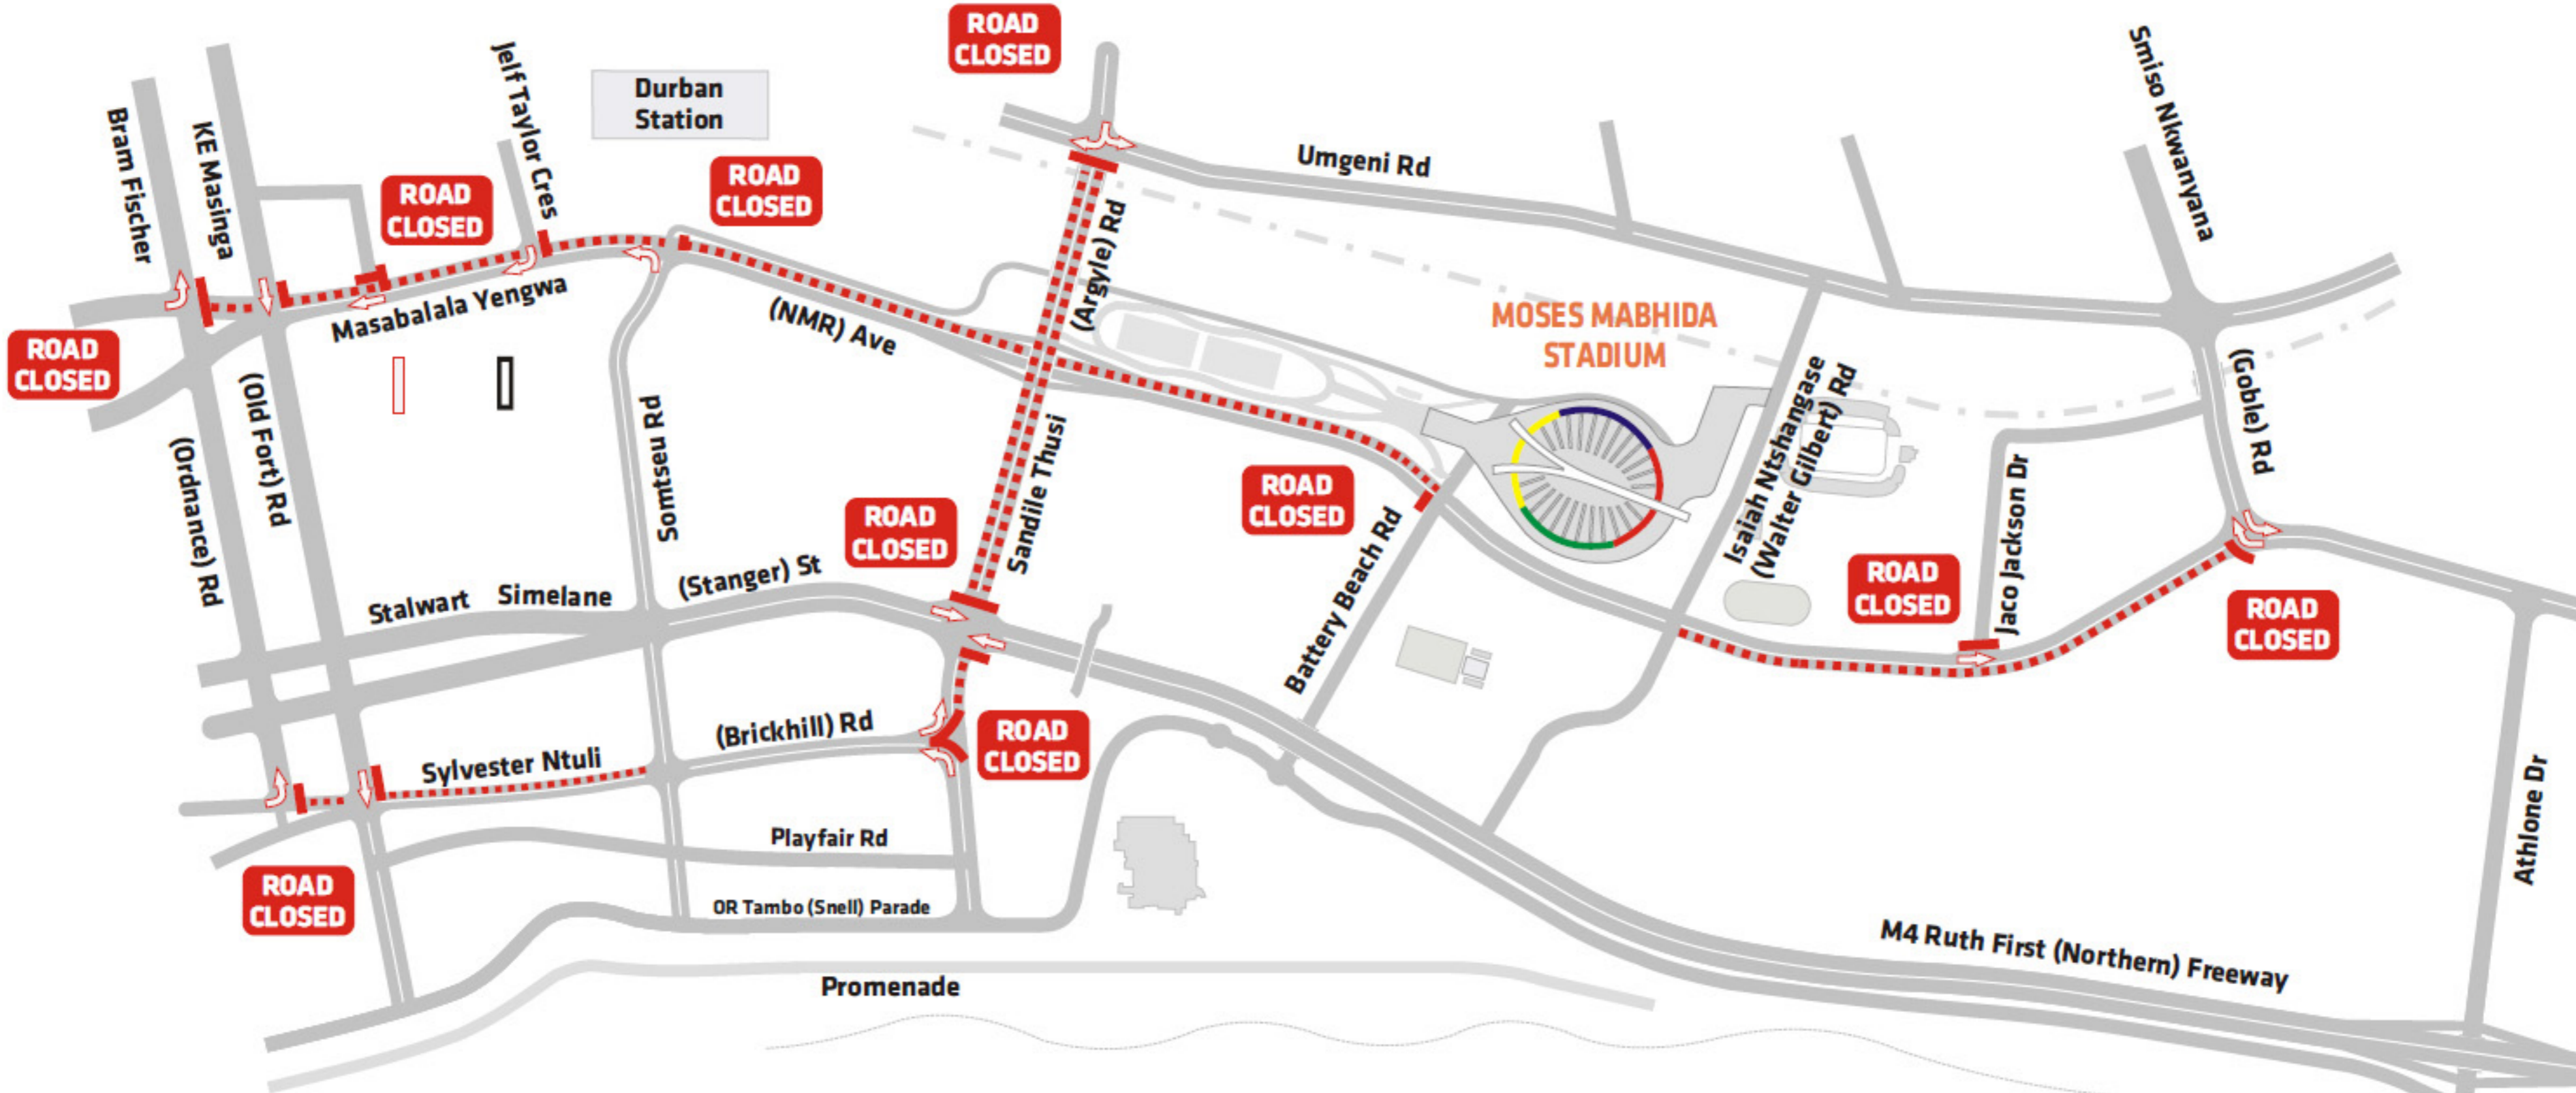 ROAD
CLOSED
Smiso Nkwanyana
Jelf Taylor Cres
Durban
Station
Bram Fischer
KE Masinga
ROAD
CLOSED
ROAD
CLOSED
Umgeni Rd
(Argyle) Rd
Masabalala Yengwa
(NMR) Ave
MOSES MABHIDA
STADIUM
ROAD
CLOSED
Isaiah Ntshangase
(Walter Gilbert) Rd
(Goble) Rd
(Old Fort) Rd
(Ordnance) Rd
Somtseu Rd
Sandile Thusi
ROAD
CLOSED
ROAD
CLOSED
Battery Beach Rd
Jaco Jackson Dr
ROAD
CLOSED
ROAD
CLOSED
Stalwart Simelane (Stanger) St
Sylvester Ntuli (Brickhill) Rd
ROAD
CLOSED
Athlone Dr
Playfair Rd
ROAD
CLOSED
OR Tambo (Snell) Parade
M4 Ruth First (Northern) Freeway
Promenade